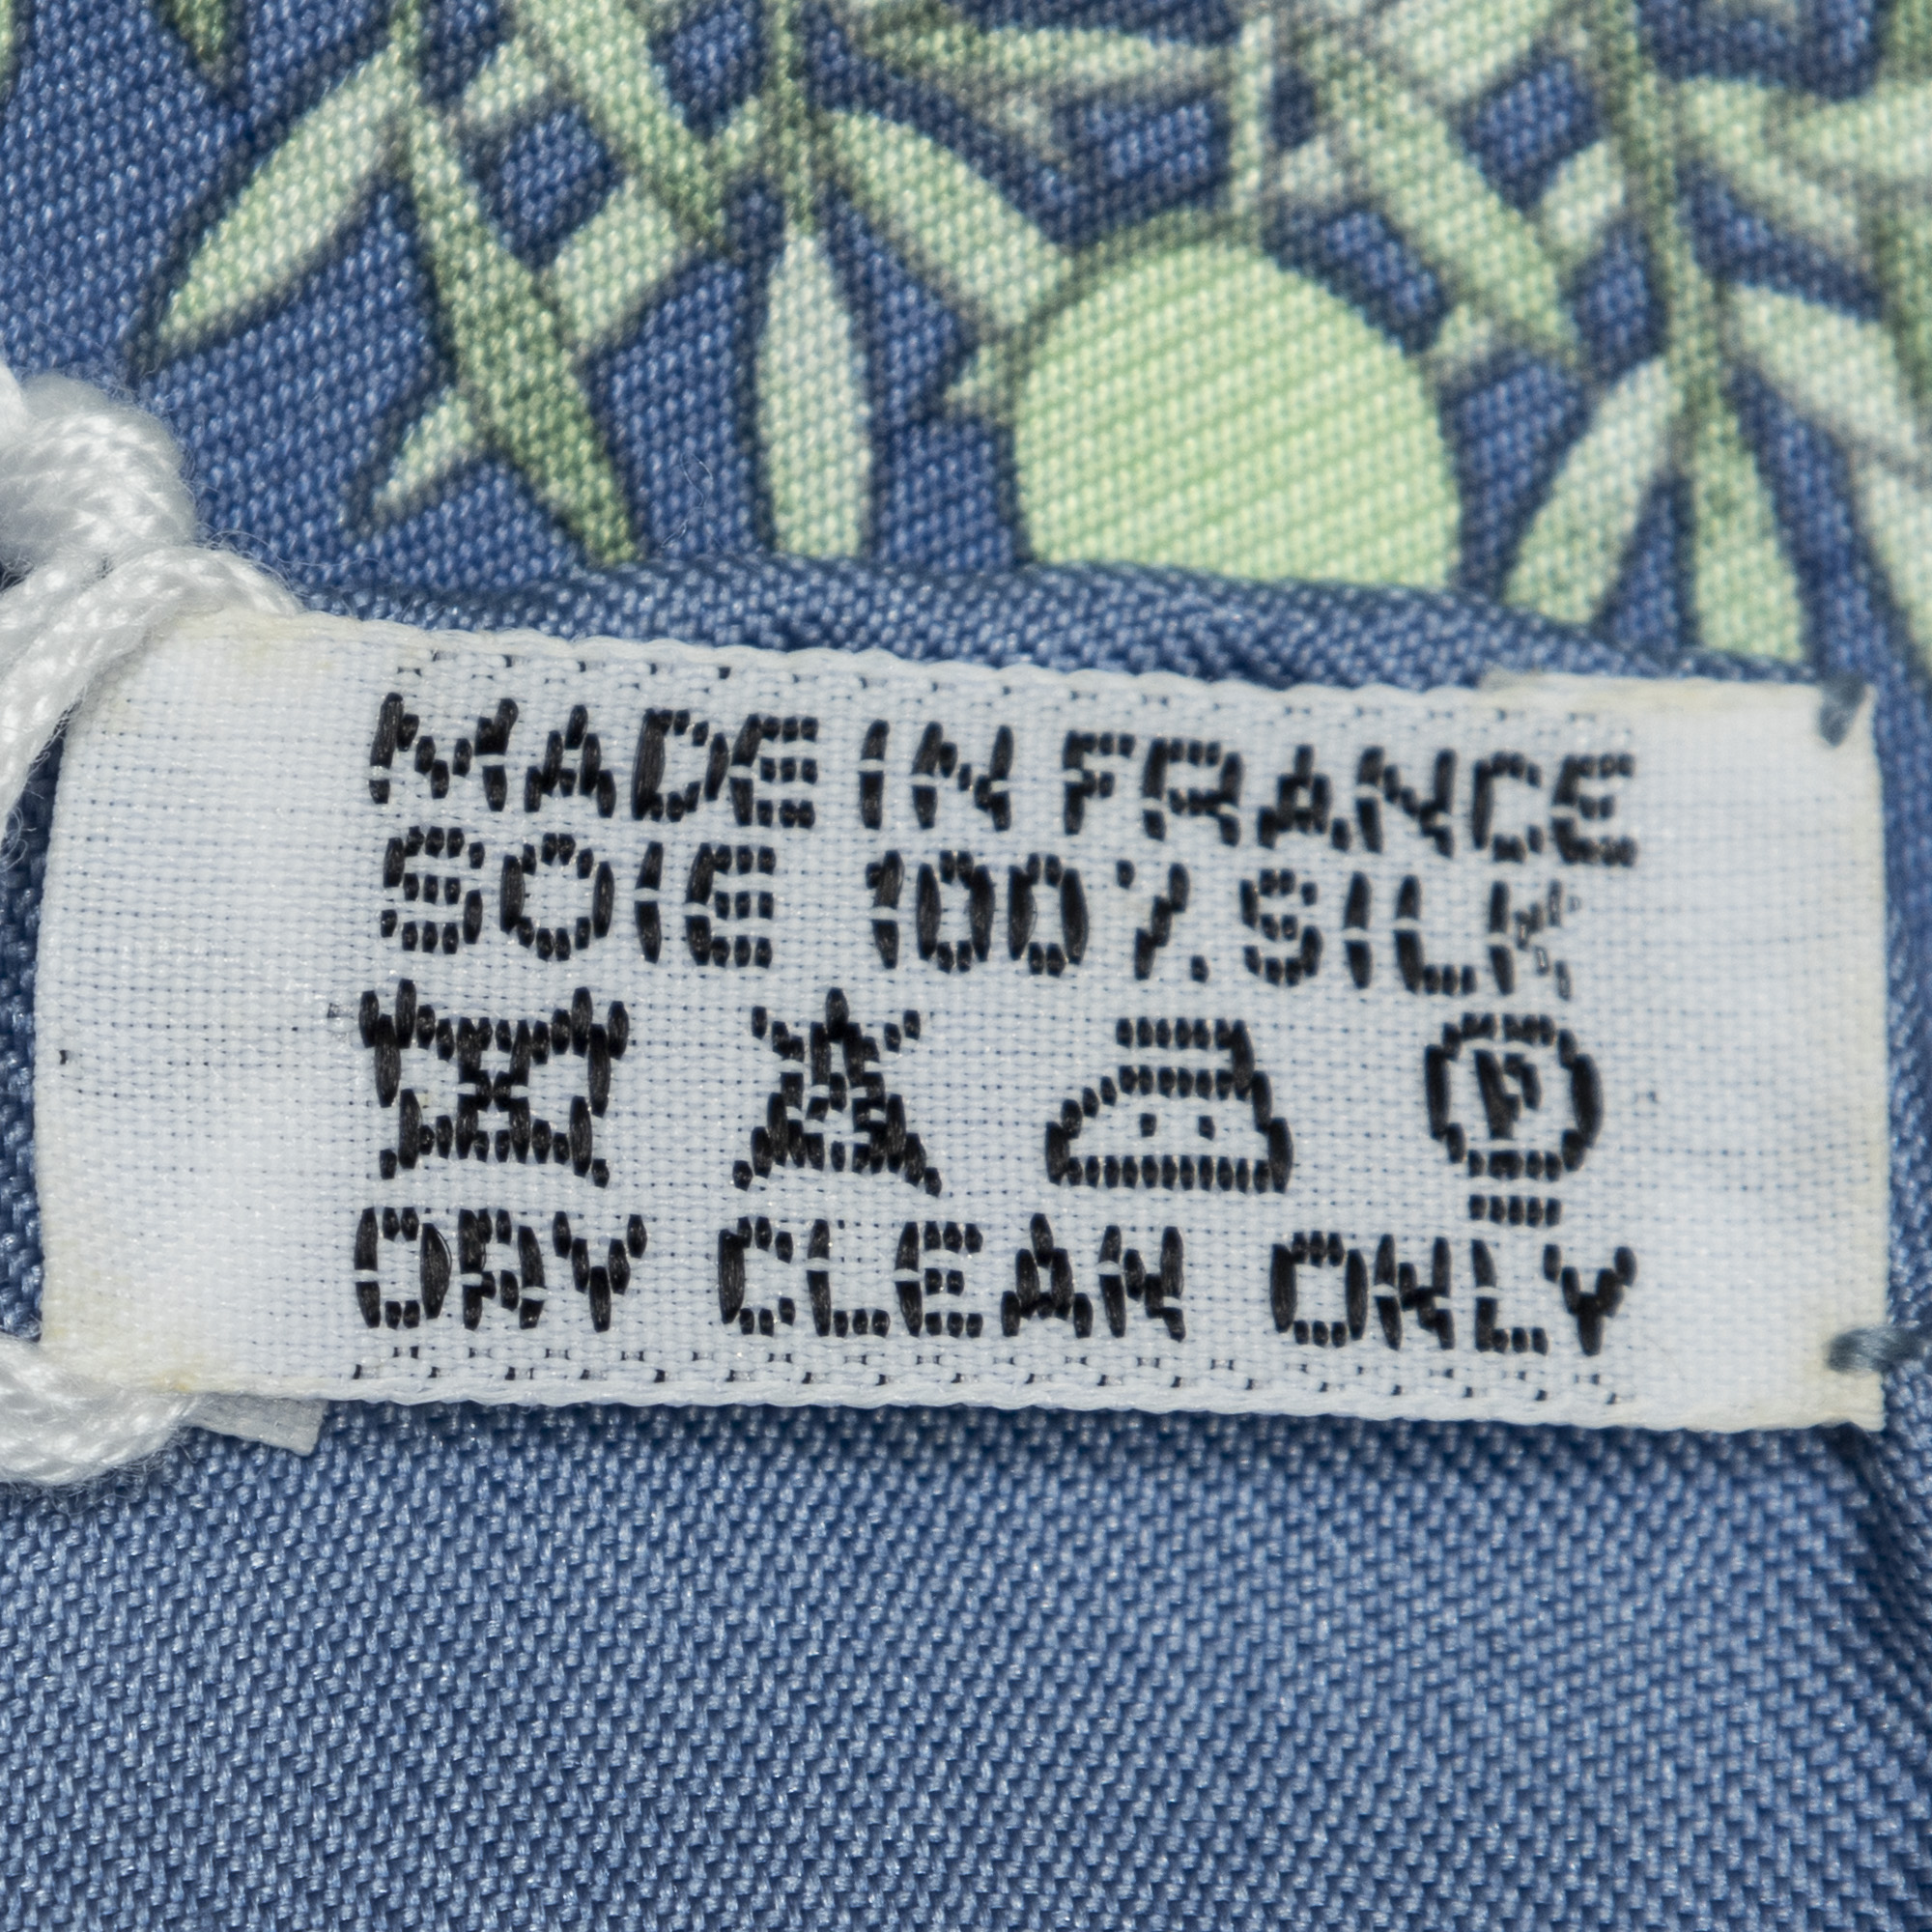 MADE IN FRANCE
SOIE 100% SILK
P
DRY CLEAN ONLY